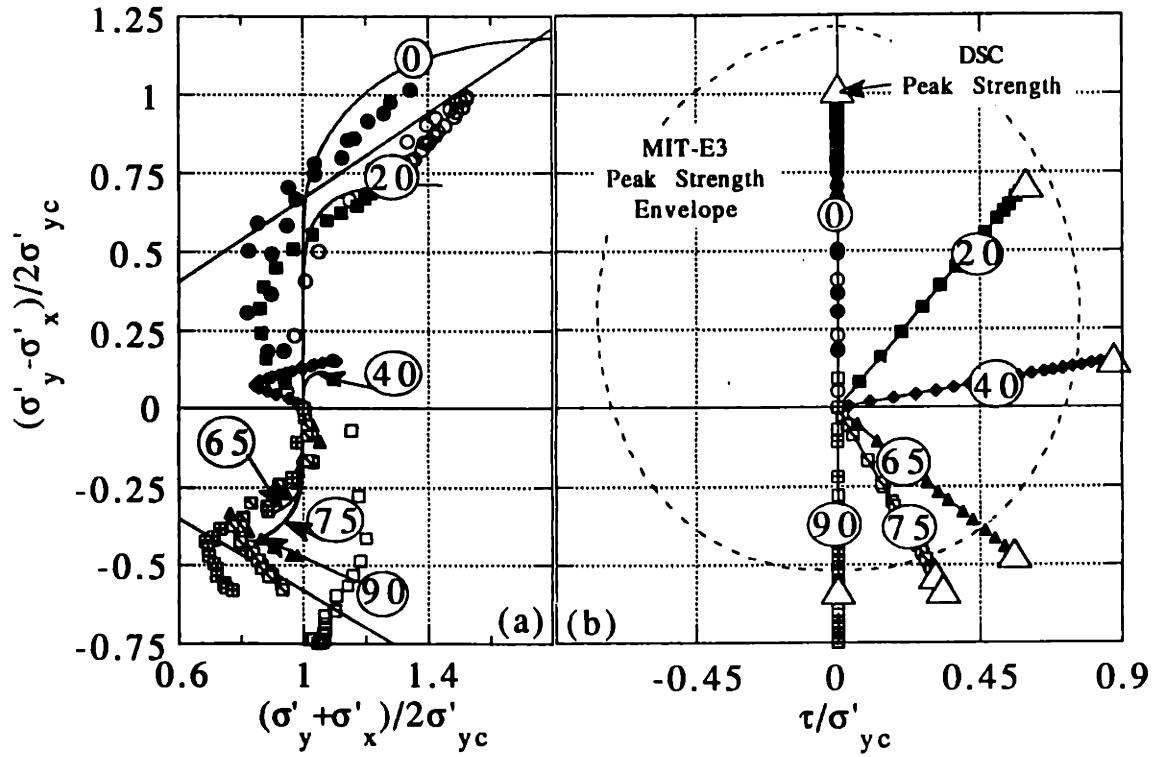 1.25
1
0.75
0.5
0.25
0
-0.25
-0.5
-0.75
(σ'y-σ'x)/2σ'yc
0
20
40
65
75
90
(a)
0.6
1
1.4
(σ'y+σ'x)/2σ'yc
DSC
Peak Strength
MIT-E3
Peak Strength
Envelope
0
20
40
65
75
90
(b)
-0.45
0
0.45
0.9
τ/σ'yc